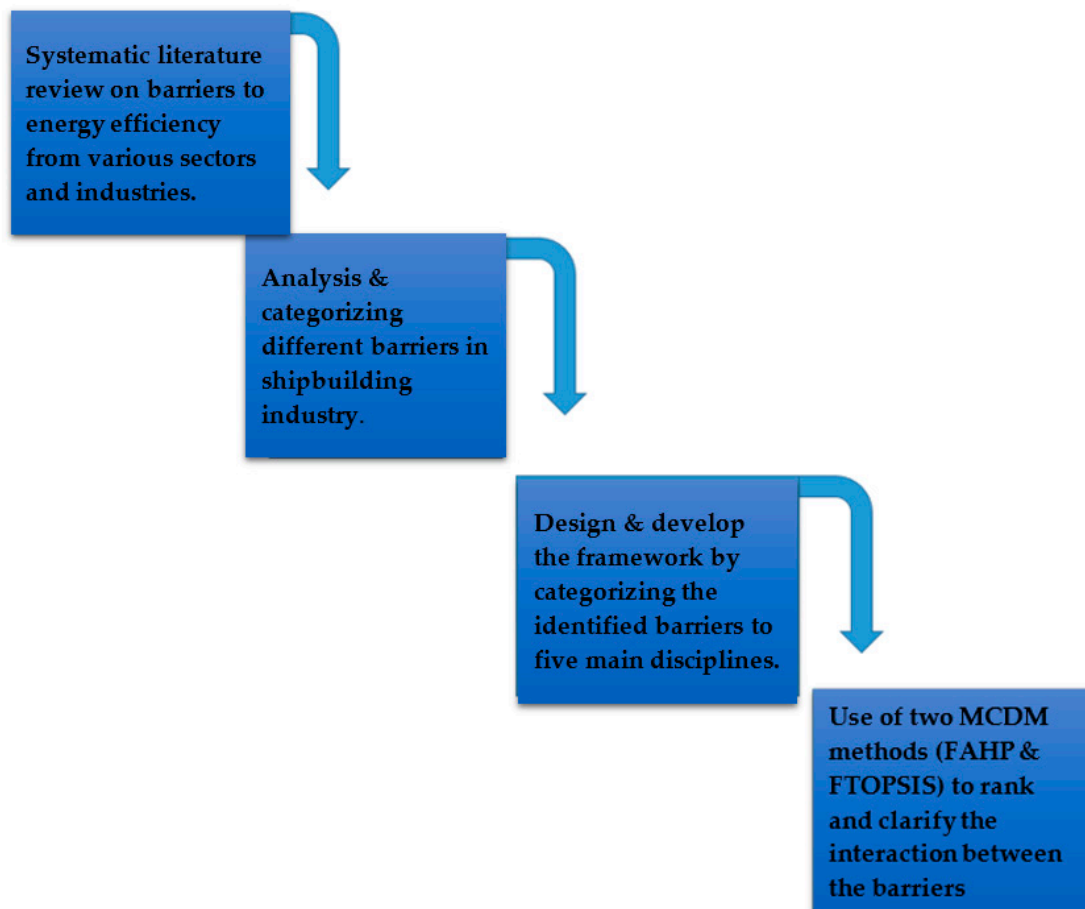 Systematic literature
review on barriers to
energy efficiency
from various sectors
and industries.
Analysis &
categorizing
different barriers in
shipbuilding
industry.
Design & develop
the framework by
categorizing the
identified barriers to
five main disciplines.
Use of two MCDM
methods (FAHP &
FTOPSIS) to rank
and clarify the
interaction between
the barriers